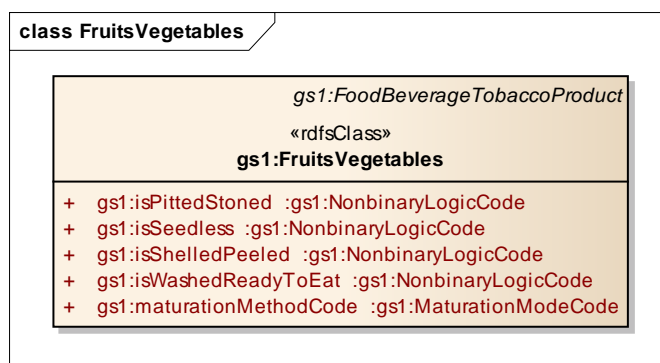 class FruitsVegetables
gs1:FoodBeverageTobaccoProduct
«rdfsClass»
gs1:FruitsVegetables
+ gs1:isPittedStoned :gs1:NonbinaryLogicCode
+ gs1:isSeedless :gs1:NonbinaryLogicCode
+ gs1:isShelledPeeled :gs1:NonbinaryLogicCode
+ gs1:isWashedReadyToEat :gs1:NonbinaryLogicCode
+ gs1:maturationMethodCode :gs1:MaturationModeCode